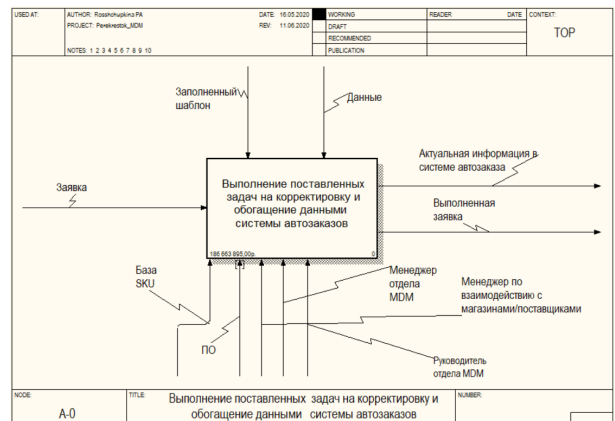 USED AT:
AUTHOR: Rosshchupkina PA
DATE: 16.05.2020
WORKING
READER
DATE
CONTEXT:
PROJECT: Perekrestok_MDM
REV: 11.06.2020
DRAFT
TOP
RECOMMENDED
NOTES: 1 2 3 4 5 6 7 8 9 10
PUBLICATION
Заполненный
шаблон
Данные
Заявка
Выполнение поставленных
задач на корректировку и
обогащение данными
системы автозаказов
186 663 895,00р.
0
Актуальная информация в
системе автозаказа
Выполненная
заявка
База
SKU
ПО
Менеджер
отдела
MDM
Менеджер по
взаимодействию с
магазинами/поставщиками
Руководитель
отдела MDM
NODE:
TITLE:
NUMBER:
A-0
Выполнение поставленных задач на корректировку и
обогащение данными системы автозаказов